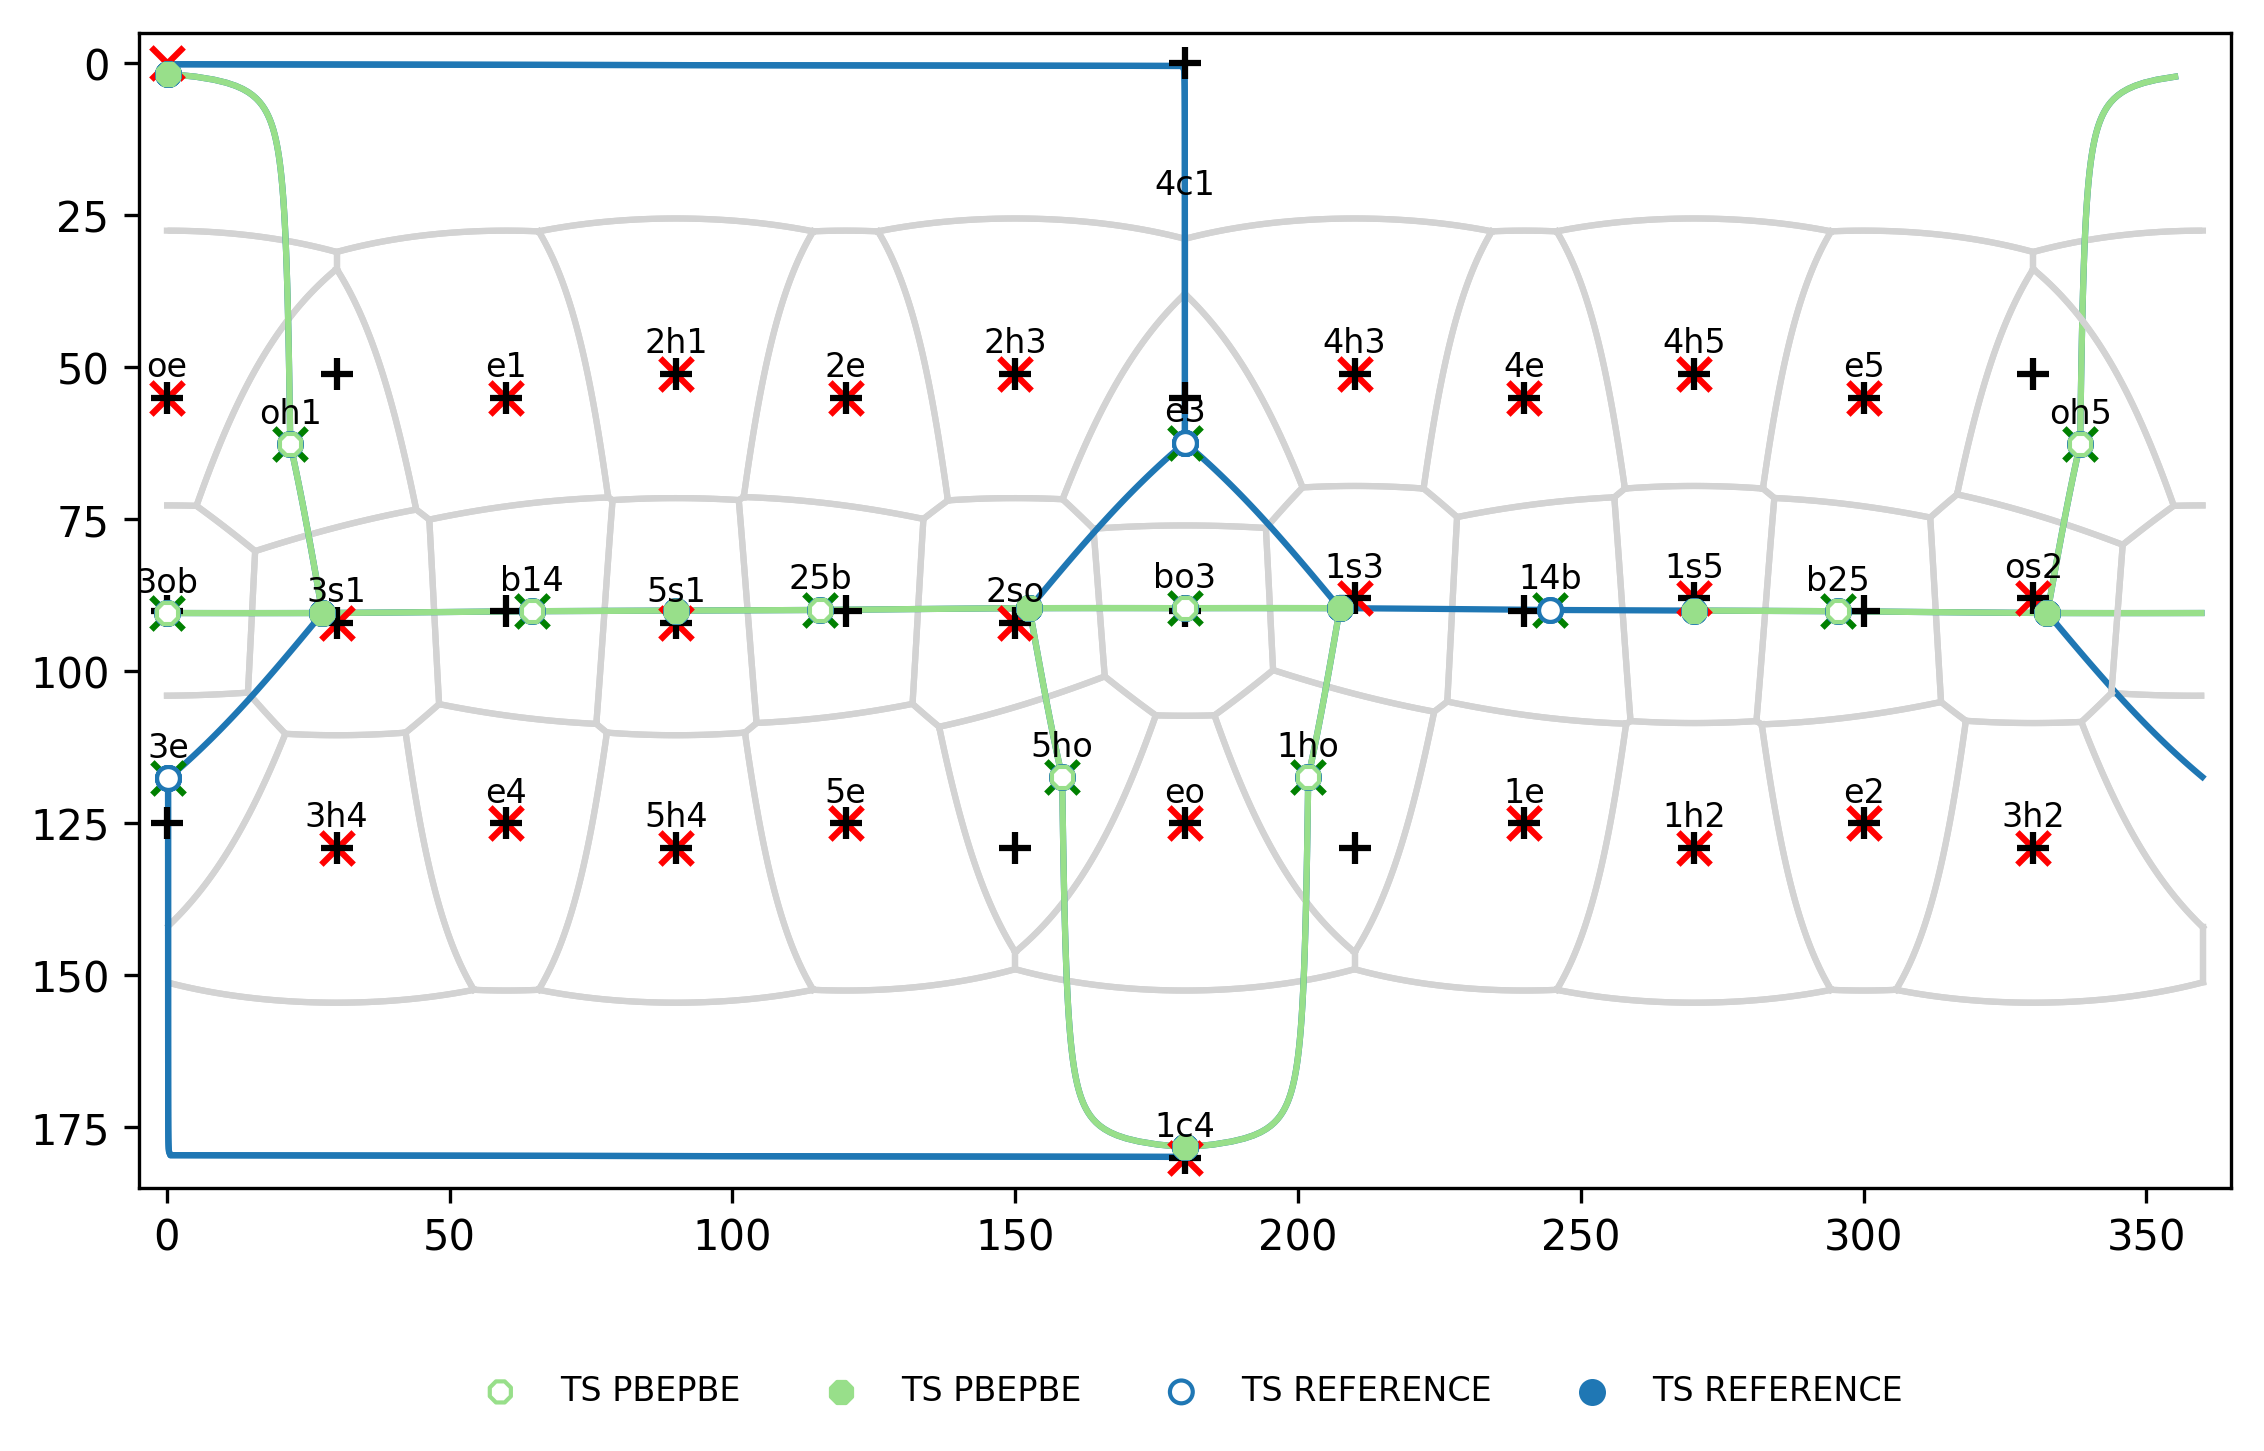 0
4c1
25
2h1 2h3 4h3 4h5
oe e1 2e 4e e5
50
oh1 e3 oh5
75
3ob 3s1 b14 5s1 25b 2so bo3 1s3 14b 1s5 b25 os2
100
3e 5ho 1ho
e4 5e eo 1e e2
125
3h4 5h4 1h2 3h2
150
175
1c4
0 50 100 150 200 250 300 350
TS PBEPBE TS PBEPBE TS REFERENCE TS REFERENCE